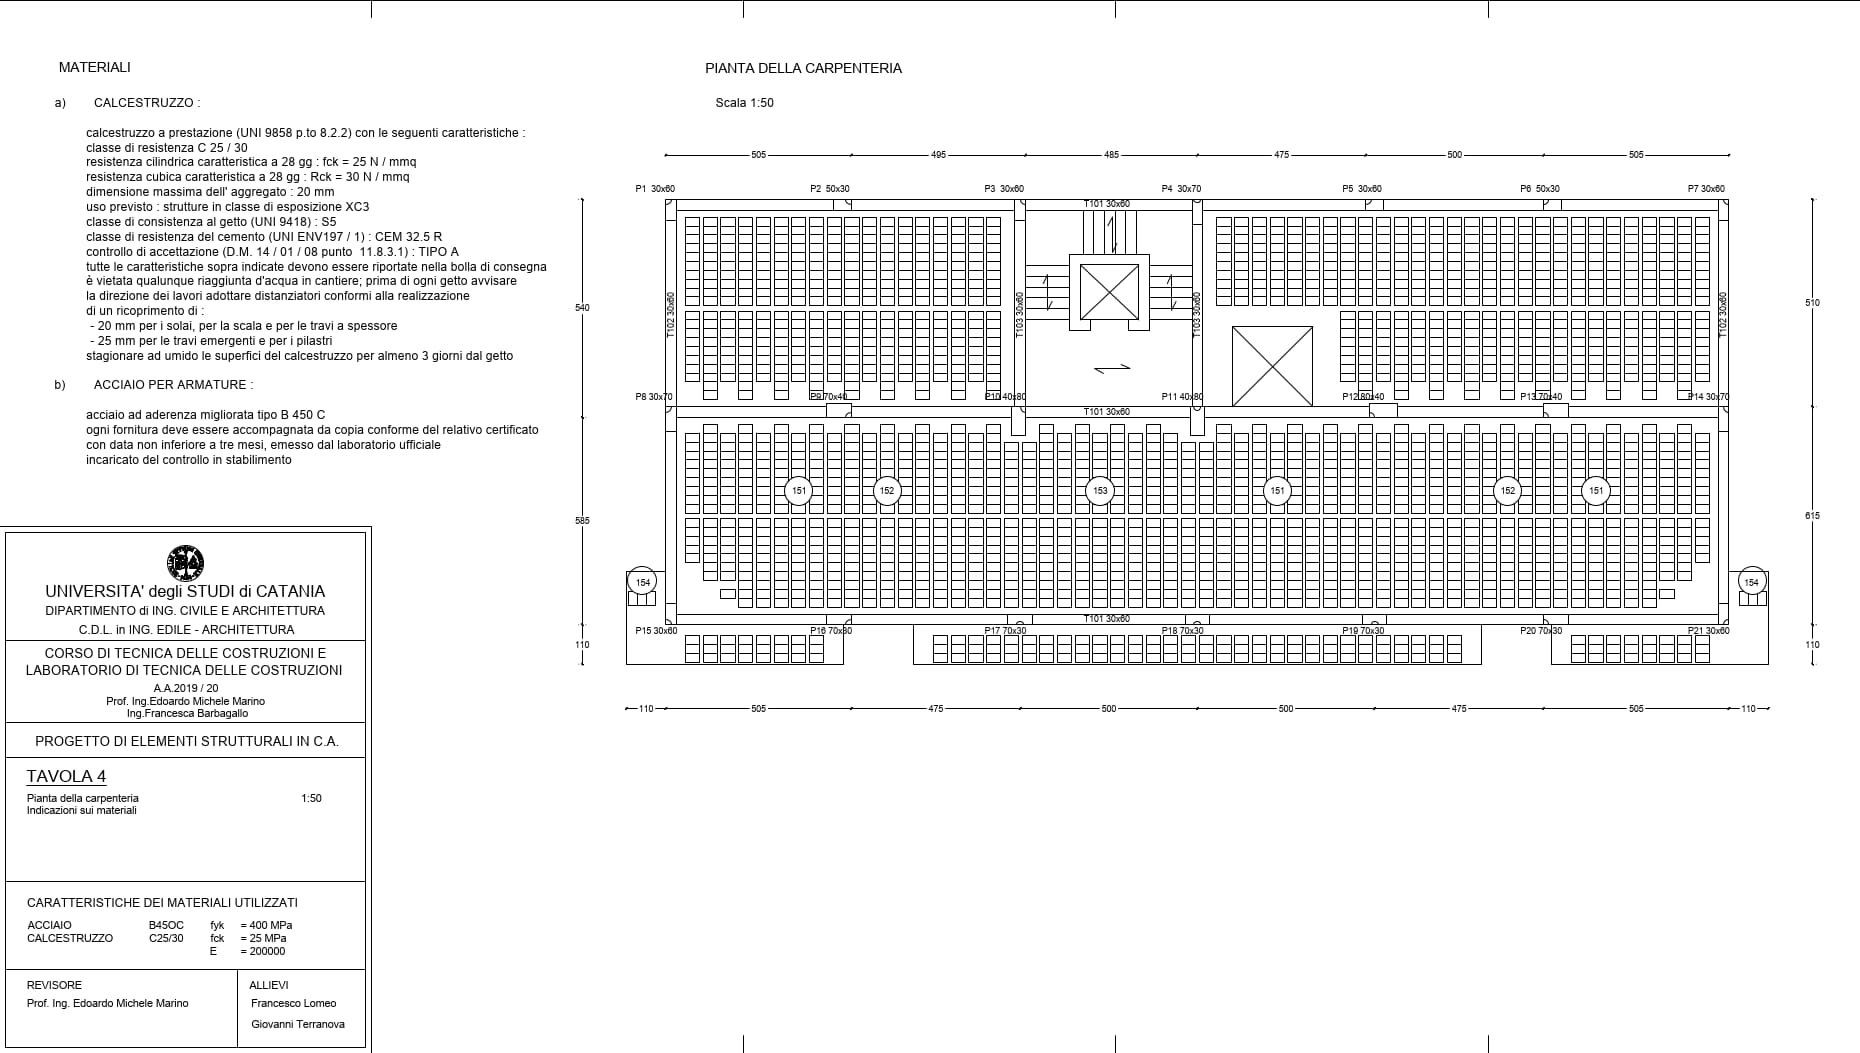 MATERIALI
a) CALCESTRUZZO :
calcestruzzo a prestazione (UNI 9858 p.to 8.2.2) con le seguenti caratteristiche :
classe di resistenza C 25 / 30
resistenza cilindrica caratteristica a 28 gg : fck = 25 N / mmq
resistenza cubica caratteristica a 28 gg : Rck = 30 N / mmq
dimensione massima dell' aggregato : 20 mm
uso previsto : strutture in classe di esposizione XC3
classe di consistenza al getto (UNI 9418) : S5
classe di resistenza del cemento (UNI ENV197 / 1) : CEM 32.5 R
controllo di accettazione (D.M. 14 / 01 / 08 punto 11.8.3.1) : TIPO A
tutte le caratteristiche sopra indicate devono essere riportate nella bolla di consegna
è vietata qualunque riaggiunta d'acqua in cantiere; prima di ogni getto avvisare
la direzione dei lavori adottare distanziatori conformi alla realizzazione
di un ricoprimento di :
- 20 mm per i solai, per la scala e per le travi a spessore
- 25 mm per le travi emergenti e per i pilastri
stagionare ad umido le superfici del calcestruzzo per almeno 3 giorni dal getto
b) ACCIAIO PER ARMATURE :
acciaio ad aderenza migliorata tipo B 450 C
ogni fornitura deve essere accompagnata da copia conforme del relativo certificato
con data non inferiore a tre mesi, emesso dal laboratorio ufficiale
incaricato del controllo in stabilimento
UNIVERSITA' degli STUDI di CATANIA
DIPARTIMENTO di ING. CIVILE E ARCHITETTURA
C.D.L. in ING. EDILE - ARCHITETTURA
CORSO DI TECNICA DELLE COSTRUZIONI E
LABORATORIO DI TECNICA DELLE COSTRUZIONI
A.A.2019 / 20
Prof. Ing.Edoardo Michele Marino
Ing.Francesca Barbagallo
PROGETTO DI ELEMENTI STRUTTURALI IN C.A.
TAVOLA 4
Pianta della carpenteria 1:50
Indicazioni sui materiali
CARATTERISTICHE DEI MATERIALI UTILIZZATI
ACCIAIO B45OC fyk = 400 MPa
CALCESTRUZZO C25/30 fck = 25 MPa
E = 200000
REVISORE
Prof. Ing. Edoardo Michele Marino
ALLIEVI
Francesco Lomeo
Giovanni Terranova
PIANTA DELLA CARPENTERIA
Scala 1:50
505 495 485 475 500 505
P1 30x60 P2 50x30 P3 30x60 P4 30x70 P5 30x60 P6 50x30 P7 30x60
T101 30x60
540 T102 30x60 T103 30x60 T103 30x60 T102 30x60 510
P8 30x70 P9 70x40 P10 40x80 P11 40x80 P12 80x40 P13 70x40 P14 30x70
T101 30x60
151 152 153 151 152 151
585 615
154 154
T101 30x60
P15 30x60 P16 70x30 P17 70x30 P18 70x30 P19 70x30 P20 70x30 P21 30x60
110 110
110 505 475 500 500 475 505 110